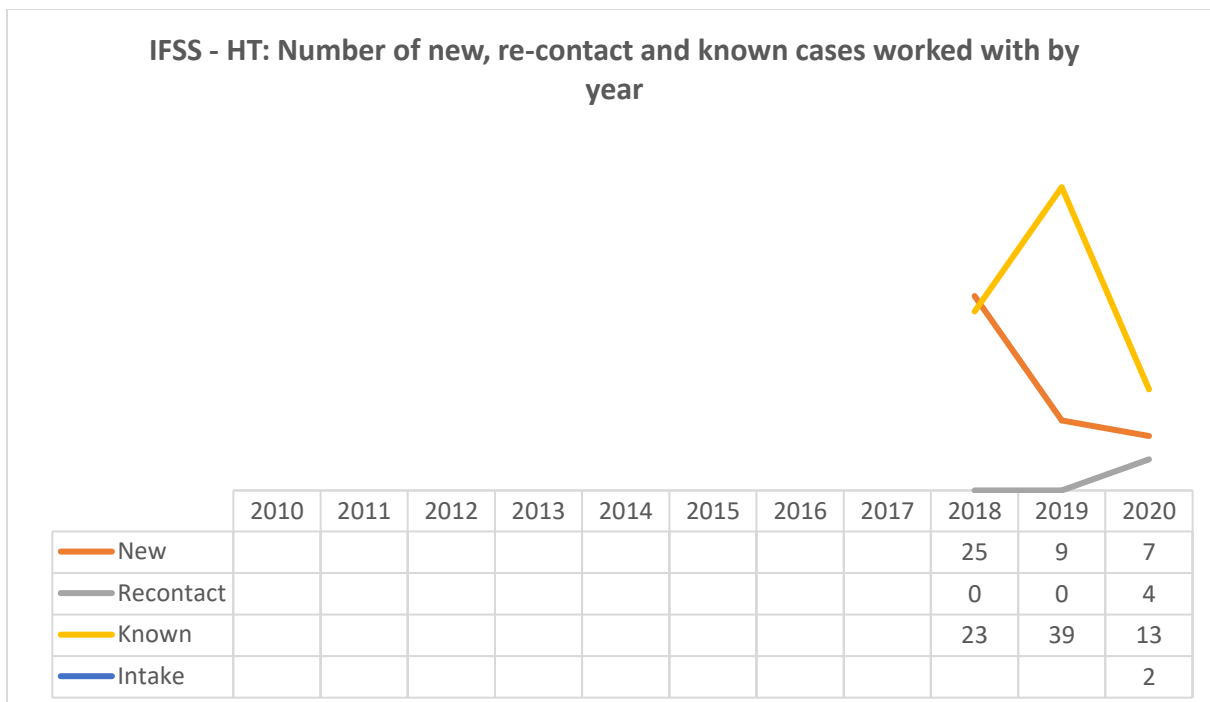 IFSS - HT: Number of new, re-contact and known cases worked with by
year
2010 2011 2012 2013 2014 2015 2016 2017 2018 2019 2020
New 25 9 7
Recontact 0 0 4
Known 23 39 13
Intake 2